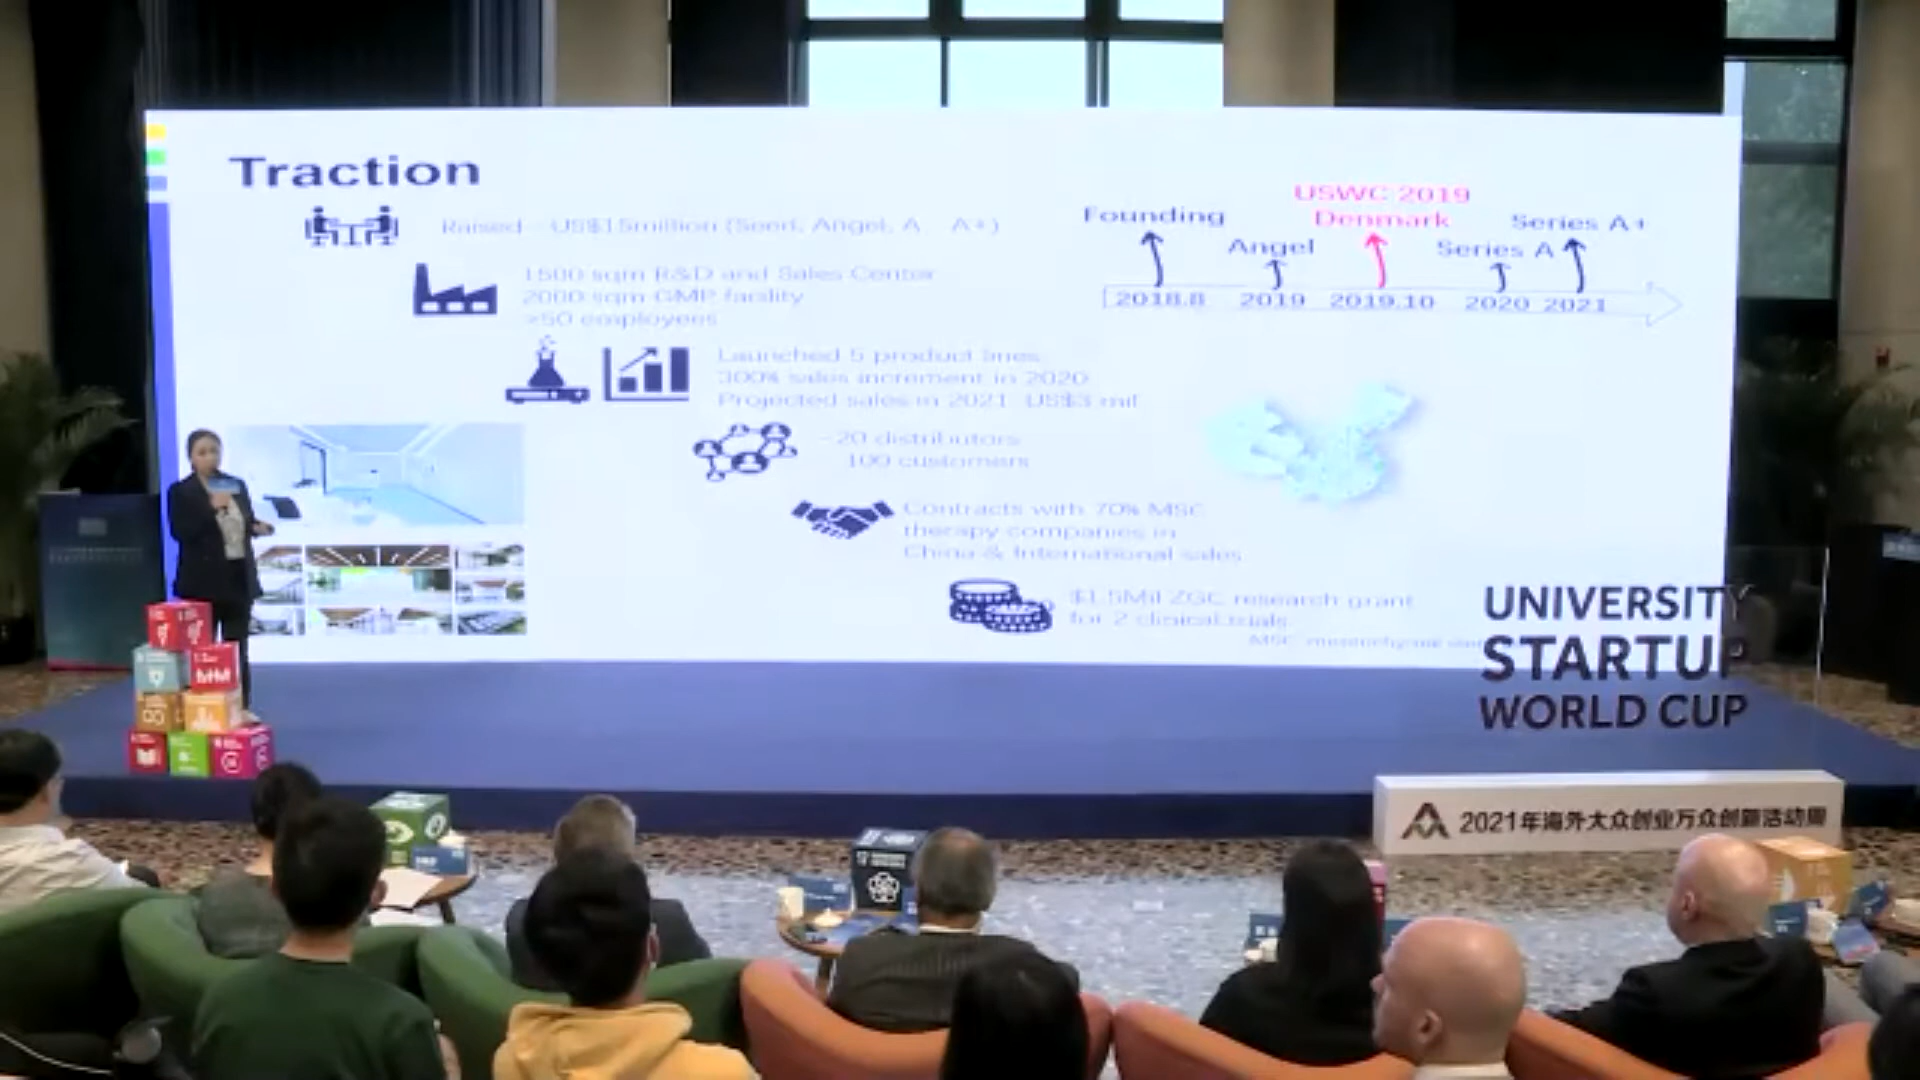 Traction
Raised ~ US$15million (Seed, Angel, A A+)
1500 sqm R&D and Sales Center
2000 sqm GMP facility
>50 employees
Launched 5 product lines
300% sales increment in 2020
Projected sales in 2021 US$3 mil
~20 distributors
100 customers
Contracts with 70% MSC
therapy companies in
China & International sales
$1.5Mil ZGC research grant
for 2 clinical trials
MSC
USWC 2019
Denmark
Founding
Angel
Series A
Series A+
2018.8 2019 2019.10 2020 2021
UNIVERSITY
STARTUP
WORLD CUP
2021年海外大众创业万众创新活动周